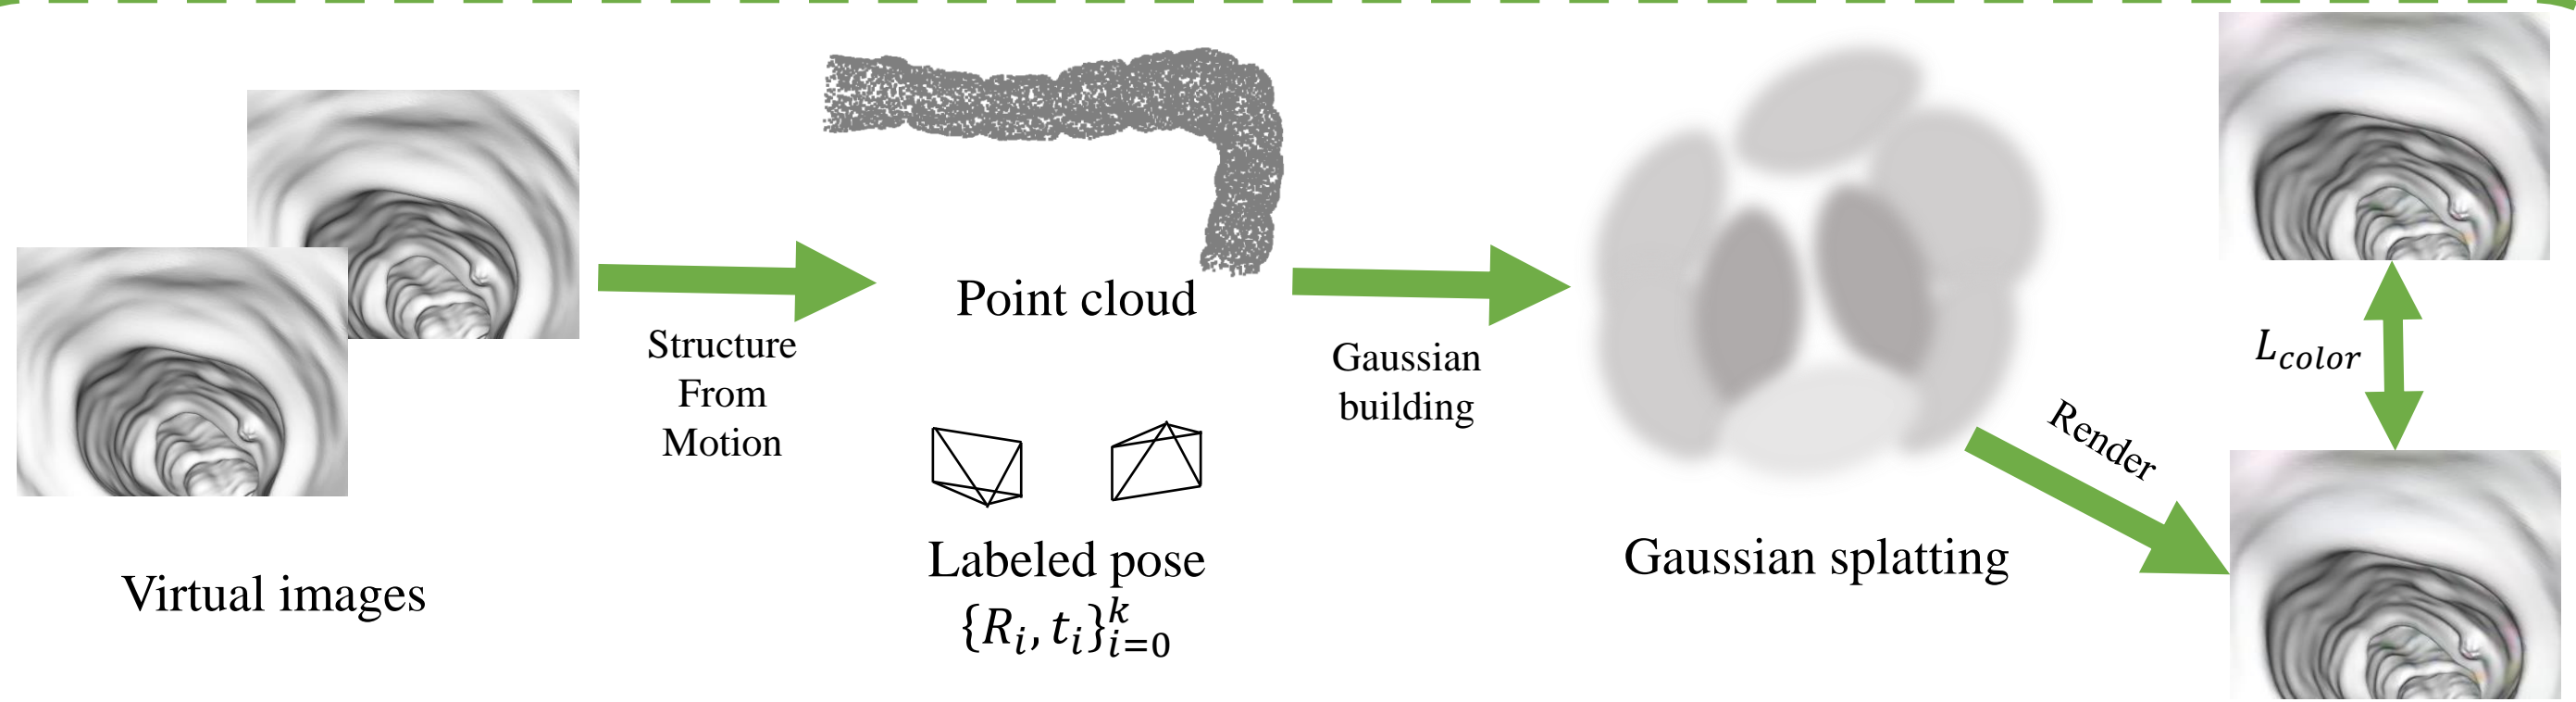 Virtual images
Structure
From
Motion
Point cloud
Labeled pose
{R_i, t_i}_{i=0}^k
Gaussian
building
Gaussian splatting
Render
L_color